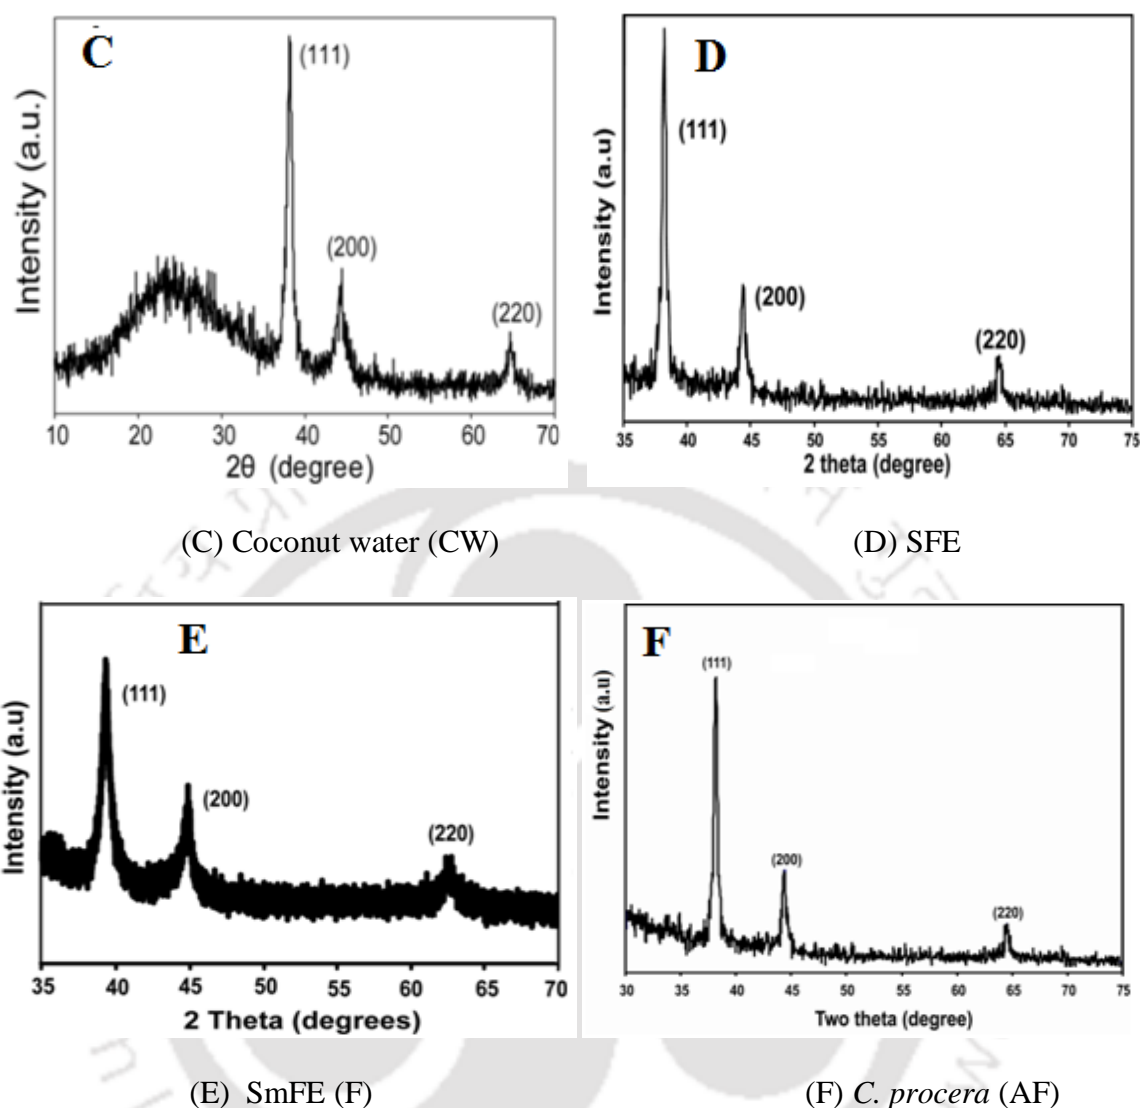 C
(111)
(200)
(220)
Intensity (a.u.)
10 20 30 40 50 60 70
2θ (degree)
D
(111)
(200)
(220)
Intensity (a.u)
35 40 45 50 55 60 65 70 75
2 theta (degree)
(C) Coconut water (CW)
(D) SFE
E
(111)
(200)
(220)
Intensity (a.u)
35 40 45 50 55 60 65 70
2 Theta (degrees)
F
(111)
(200)
(220)
Intensity (a.u)
30 35 40 45 50 55 60 65 70 75
Two theta (degree)
(E) SmFE (F)
(F) C. procera (AF)